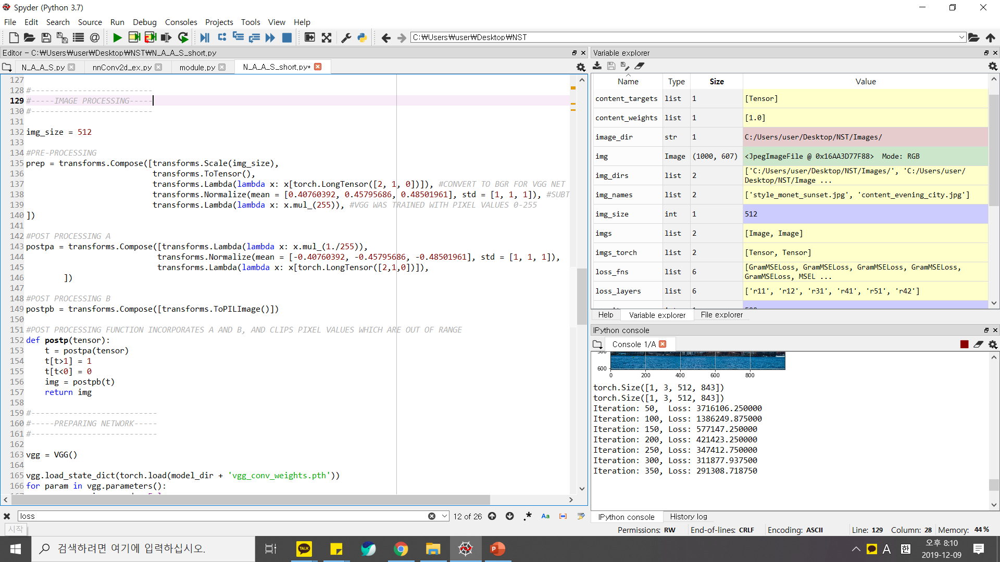 Spyder (Python 3.7)
File Edit Search Source Run Debug Consoles Projects Tools View Help
C:₩Users₩user₩Desktop₩NST
Editor - C:₩Users₩user₩Desktop₩NST₩N_A_A_S_short.py
N_A_A_S.py nnConv2d_ex.py module.py N_A_A_S_short.py*
127
128 #--------------------------
129 #-----IMAGE PROCESSING-----
130 #--------------------------
131
132 img_size = 512
133
134 #PRE-PROCESSING
135 prep = transforms.Compose([transforms.Scale(img_size),
136 transforms.ToTensor(),
137 transforms.Lambda(lambda x: x[torch.LongTensor([2, 1, 0])]), #CONVERT TO BGR FOR VGG NET
138 transforms.Normalize(mean = [0.40760392, 0.45795686, 0.48501961], std = [1, 1, 1]), #SUBT
139 transforms.Lambda(lambda x: x.mul_(255)), #VGG WAS TRAINED WITH PIXEL VALUES 0-255
140 ])
141
142 #POST PROCESSING A
143 postpa = transforms.Compose([transforms.Lambda(lambda x: x.mul_(1./255)),
144 transforms.Normalize(mean = [-0.40760392, -0.45795686, -0.48501961], std = [1, 1, 1]),
145 transforms.Lambda(lambda x: x[torch.LongTensor([2,1,0])]),
146 ])
147
148 #POST PROCESSING B
149 postpb = transforms.Compose([transforms.ToPILImage()])
150
151 #POST PROCESSING FUNCTION INCORPORATES A AND B, AND CLIPS PIXEL VALUES WHICH ARE OUT OF RANGE
152 def postp(tensor):
153 t = postpa(tensor)
154 t[t>1] = 1
155 t[t<0] = 0
156 img = postpb(t)
157 return img
158
159 #---------------------------
160 #-----PREPARING NETWORK-----
161 #---------------------------
162
163 vgg = VGG()
164
165 vgg.load_state_dict(torch.load(model_dir + 'vgg_conv_weights.pth'))
166 for param in vgg.parameters():
loss 12 of 26 Aa
시작
Variable explorer
Name Type Size Value
content_targets list 1 [Tensor]
content_weights list 1 [1.0]
image_dir str 1 C:/Users/user/Desktop/NST/Images/
img Image (1000, 607) <JpegImageFile @ 0x16AA3D77F88> Mode: RGB
img_dirs list 2 ['C:/Users/user/Desktop/NST/Images/', 'C:/Users/user/
Desktop/NST/Image ...
img_names list 2 ['style_monet_sunset.jpg', 'content_evening_city.jpg']
img_size int 1 512
imgs list 2 [Image, Image]
imgs_torch list 2 [Tensor, Tensor]
loss_fns list 6 [GramMSELoss, GramMSELoss, GramMSELoss, GramMSELoss,
GramMSELoss, MSEL ...
loss_layers list 6 ['r11', 'r12', 'r31', 'r41', 'r51', 'r42']
Help Variable explorer File explorer
IPython console
Console 1/A
600
0 200 400 600 800
torch.Size([1, 3, 512, 843])
torch.Size([1, 3, 512, 843])
Iteration: 50, Loss: 3716106.250000
Iteration: 100, Loss: 1386249.875000
Iteration: 150, Loss: 577147.250000
Iteration: 200, Loss: 421423.250000
Iteration: 250, Loss: 347412.750000
Iteration: 300, Loss: 311877.937500
Iteration: 350, Loss: 291308.718750
IPython console History log
Permissions: RW End-of-lines: CRLF Encoding: ASCII Line: 129 Column: 28 Memory: 44 %
검색하려면 여기에 입력하십시오.
TALK
A 한 오후 8:10
2019-12-09